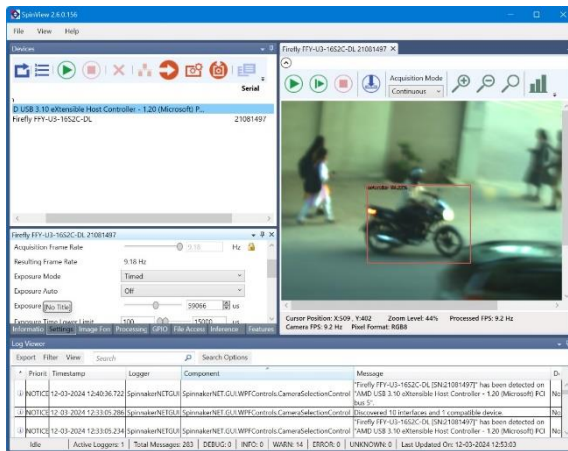 SpinView 2.6.0.156
File View Help
Devices
Serial
D USB 3.10 eXtensible Host Controller - 1.20 (Microsoft) P...
Firefly FFY-U3-16S2C-DL 21081497
Firefly FFY-U3-16S2C-DL 21081497
Acquisition Frame Rate 9.18 Hz
Resulting Frame Rate 9.18 Hz
Exposure Mode Timed
Exposure Auto Off
Exposure [No Title] 59066 us
Exposure Time Lower Limit 100 15000 us
Informatio Settings Image Fon Processing GPIO File Access Inference Features
Firefly FFY-U3-16S2C-DL 21081497
Acquisition Mode
Continuous
Cursor Position: X:509 , Y:402 Zoom Level: 44% Processed FPS: 9.2 Hz
Camera FPS: 9.2 Hz Pixel Format: RGB8
Log Viewer
Export Filter View Search Search Options
Priorit Timestamp Logger Component Message D-
NOTICE 12-03-2024 12:40:36.722 SpinnakerNETGUI SpinnakerNET.GUI.WPFControls.CameraSelectionControl "Firefly FFY-U3-16S2C-DL [SN:21081497]" has been detected on No
"AMD USB 3.10 eXtensible Host Controller - 1.20 (Microsoft) PCI
bus 5".
NOTICE 12-03-2024 12:33:05.286 SpinnakerNETGUI SpinnakerNET.GUI.WPFControls.CameraSelectionControl Discovered 10 interfaces and 1 compatible device. No
NOTICE 12-03-2024 12:33:05.234 SpinnakerNETGUI SpinnakerNET.GUI.WPFControls.CameraSelectionControl "Firefly FFY-U3-16S2C-DL [SN:21081497]" has been detected on No
"AMD USB 3.10 eXtensible Host Controller - 1.20 (Microsoft) PCI
Idle Active Loggers: 1 Total Messages: 283 DEBUG: 0 INFO: 0 WARN: 14 ERROR: 0 UNKNOWN: 0 Last Updated On: 12-03-2024 12:53:03